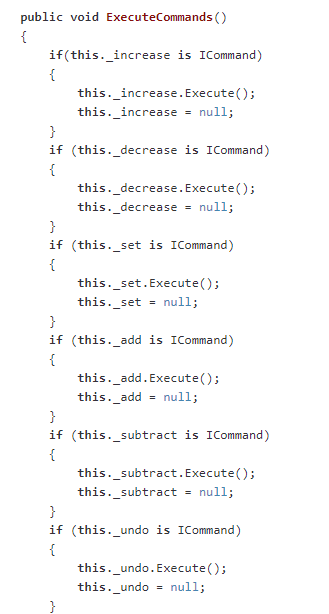 public void ExecuteCommands()
{
    if(this._increase is ICommand)
    {
        this._increase.Execute();
        this._increase = null;
    }
    if (this._decrease is ICommand)
    {
        this._decrease.Execute();
        this._decrease = null;
    }
    if (this._set is ICommand)
    {
        this._set.Execute();
        this._set = null;
    }
    if (this._add is ICommand)
    {
        this._add.Execute();
        this._add = null;
    }
    if (this._subtract is ICommand)
    {
        this._subtract.Execute();
        this._subtract = null;
    }
    if (this._undo is ICommand)
    {
        this._undo.Execute();
        this._undo = null;
    }